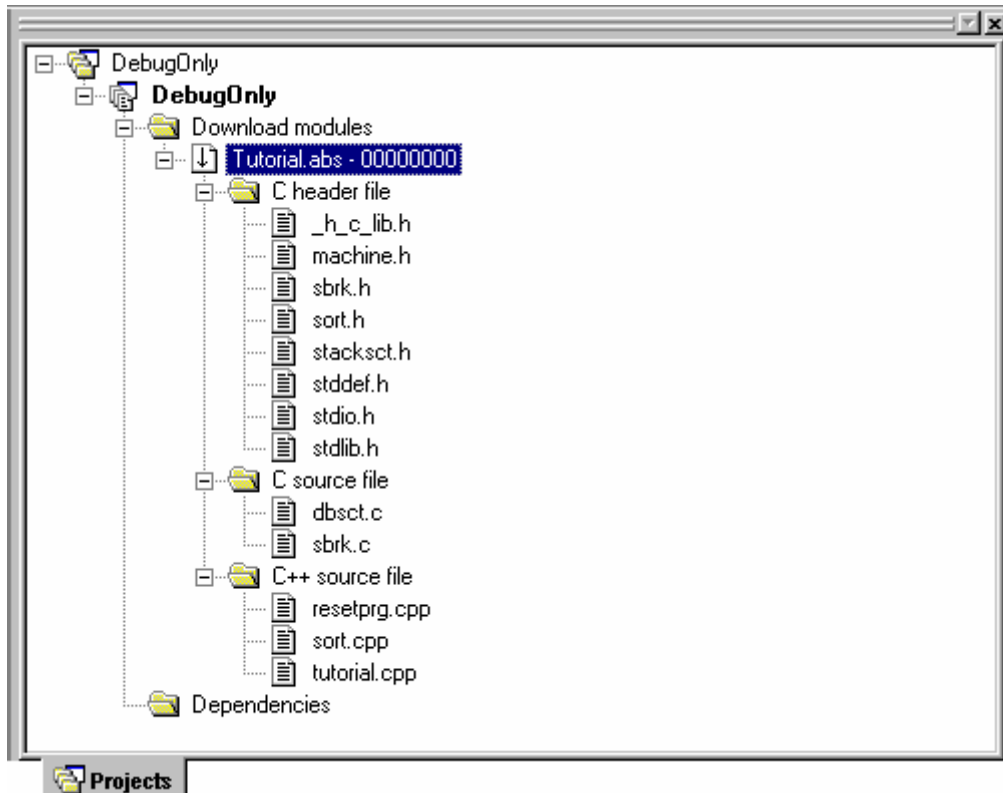 DebugOnly
DebugOnly
Download modules
Tutorial.abs - 00000000
C header file
_h_c_lib.h
machine.h
sbrk.h
sort.h
stacksct.h
stddef.h
stdio.h
stdlib.h
C source file
dbsct.c
sbrk.c
C++ source file
resetprg.cpp
sort.cpp
tutorial.cpp
Dependencies
Projects